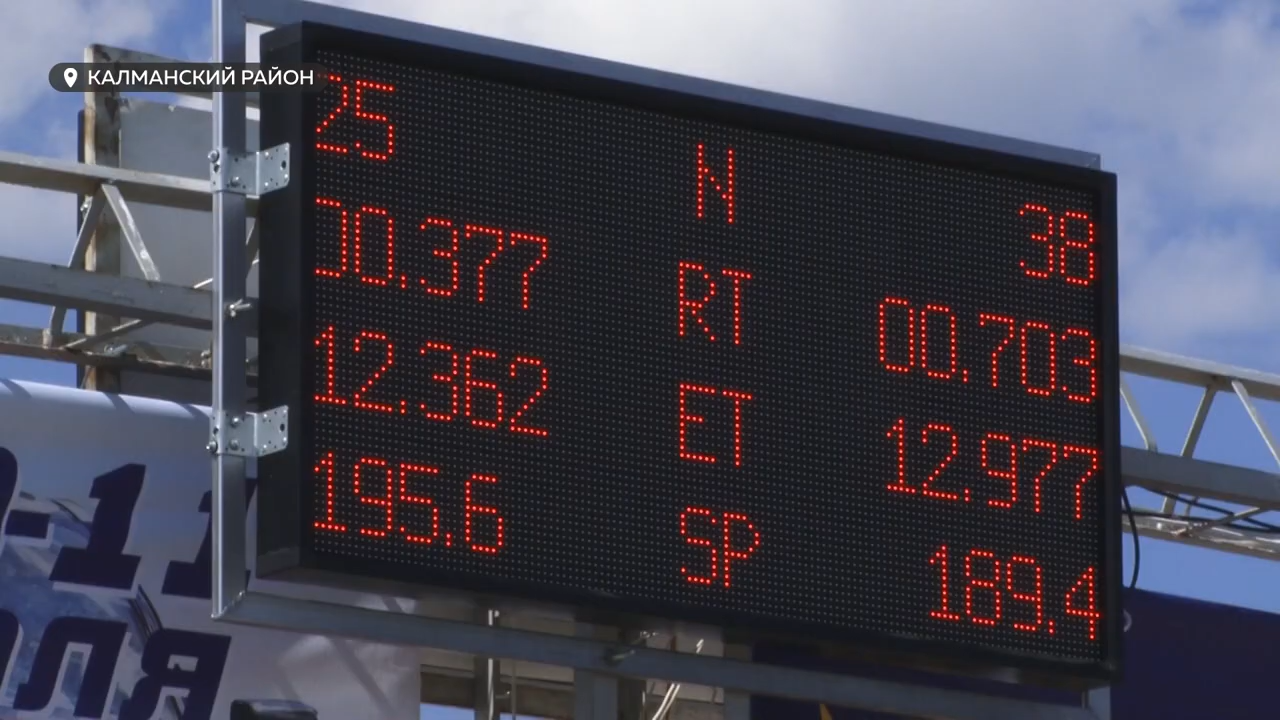 КАЛМАНСКИЙ РАЙОН
25 N 38
00.377 RT 00.703
12.362 ET 12.977
195.6 SP 189.4